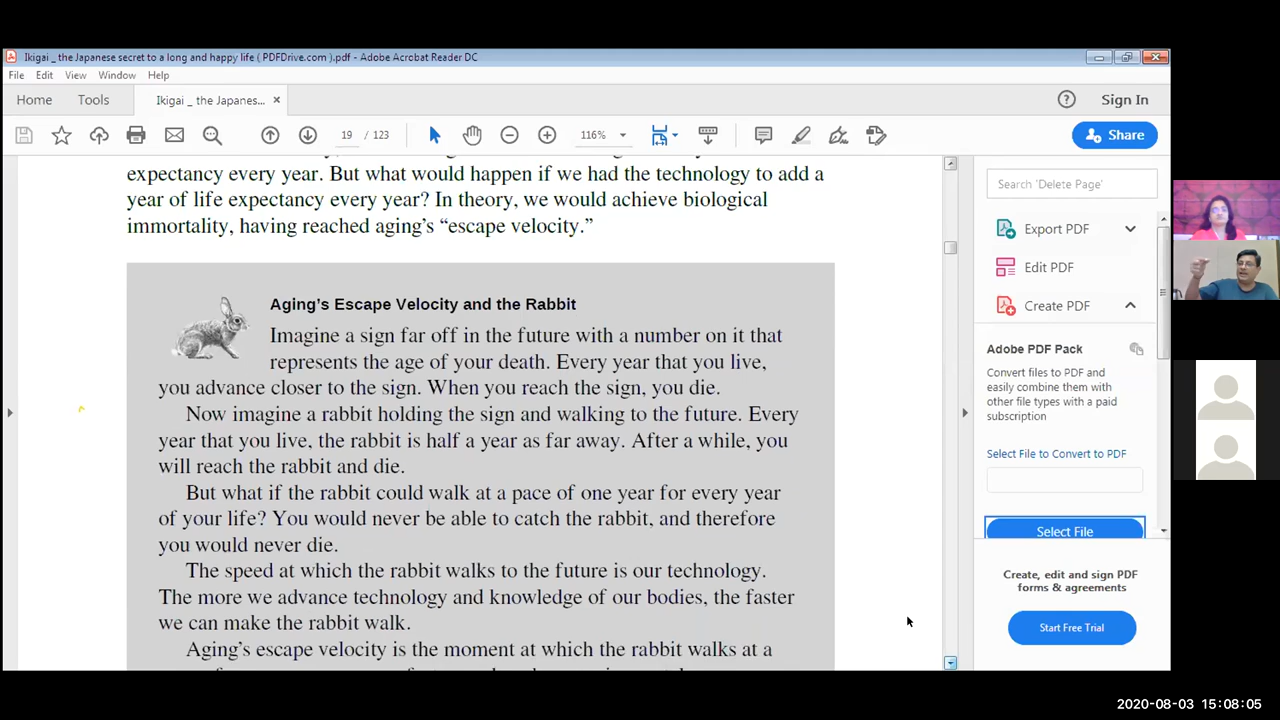 Ikigai _ the Japanese secret to a long and happy life ( PDFDrive.com ).pdf - Adobe Acrobat Reader DC
File Edit View Window Help
Home Tools Ikigai _ the Japanes... × Sign In
19 / 123 116% Share
expectancy every year. But what would happen if we had the technology to add a
year of life expectancy every year? In theory, we would achieve biological
immortality, having reached aging’s “escape velocity.”
Aging’s Escape Velocity and the Rabbit
Imagine a sign far off in the future with a number on it that
represents the age of your death. Every year that you live,
you advance closer to the sign. When you reach the sign, you die.
Now imagine a rabbit holding the sign and walking to the future. Every
year that you live, the rabbit is half a year as far away. After a while, you
will reach the rabbit and die.
But what if the rabbit could walk at a pace of one year for every year
of your life? You would never be able to catch the rabbit, and therefore
you would never die.
The speed at which the rabbit walks to the future is our technology.
The more we advance technology and knowledge of our bodies, the faster
we can make the rabbit walk.
Aging’s escape velocity is the moment at which the rabbit walks at a
Search 'Delete Page'
Export PDF
Edit PDF
Create PDF
Adobe PDF Pack
Convert files to PDF and
easily combine them with
other file types with a paid
subscription
Select File to Convert to PDF
Select File
Create, edit and sign PDF
forms & agreements
Start Free Trial
2020-08-03 15:08:05